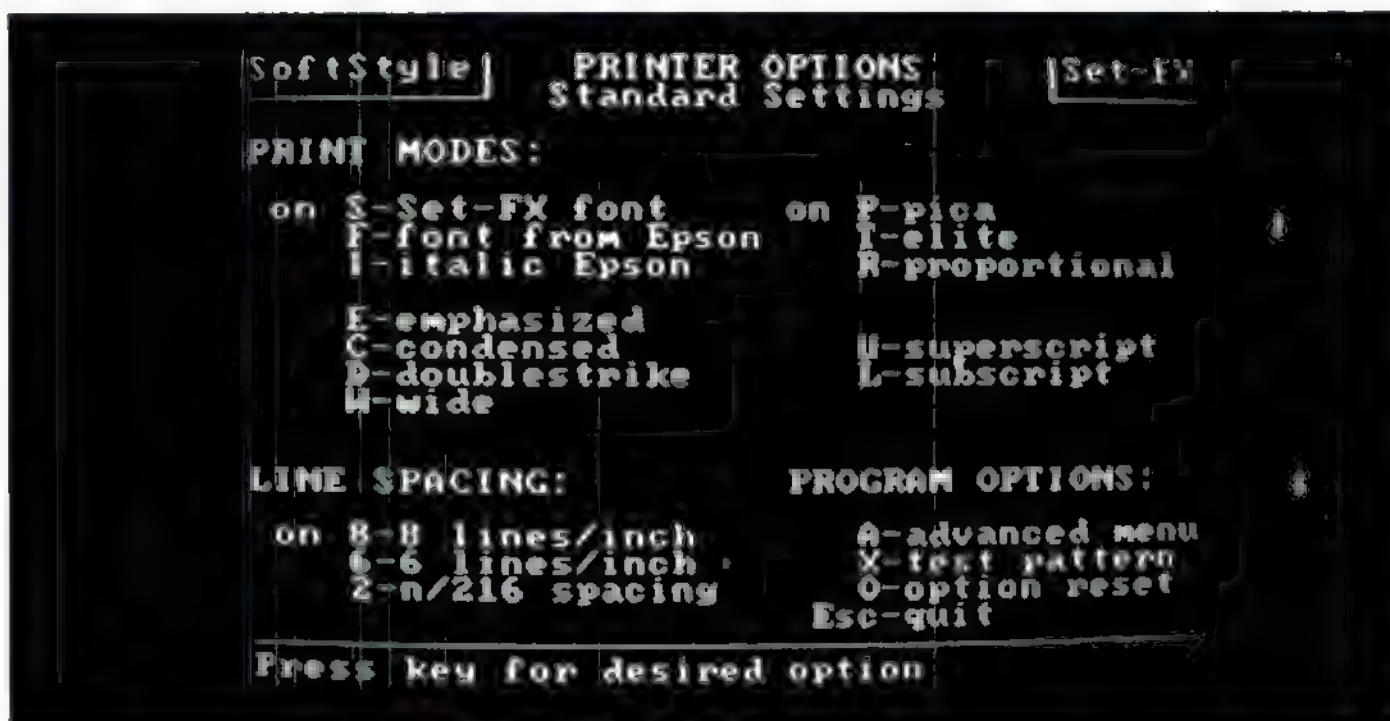 SoftStyle PRINTER OPTIONS Set-FX
Standard Settings
PRINT MODES:
on S-Set-FX font on P-pica
F-font from Epson T-elite
I-italic Epson R-proportional
E-emphasized
C-condensed U-superscript
D-doublestrike L-subscript
W-wide
LINE SPACING: PROGRAM OPTIONS:
on 8-8 lines/inch A-advanced menu
6-6 lines/inch X-test pattern
2-n/216 spacing O-option reset
Esc-quit
Press key for desired option